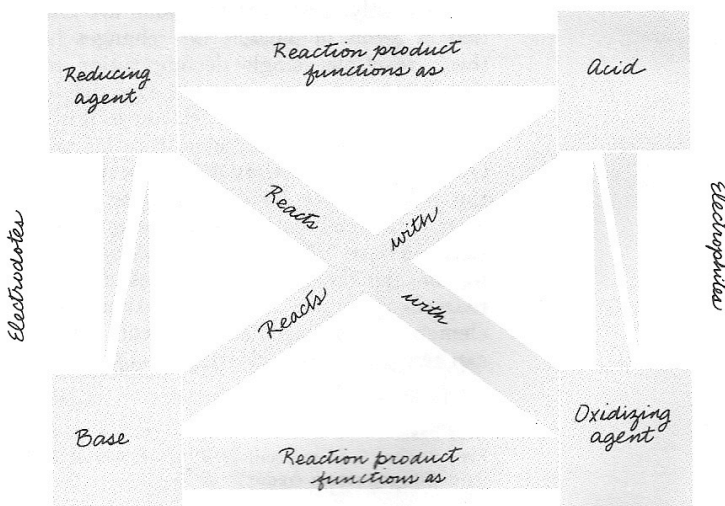 Reaction product
functions as
Reducing
agent
Acid
Electrodotes
Electrophiles
Reacts
with
Reacts
with
Base
Oxidizing
agent
Reaction product
functions as